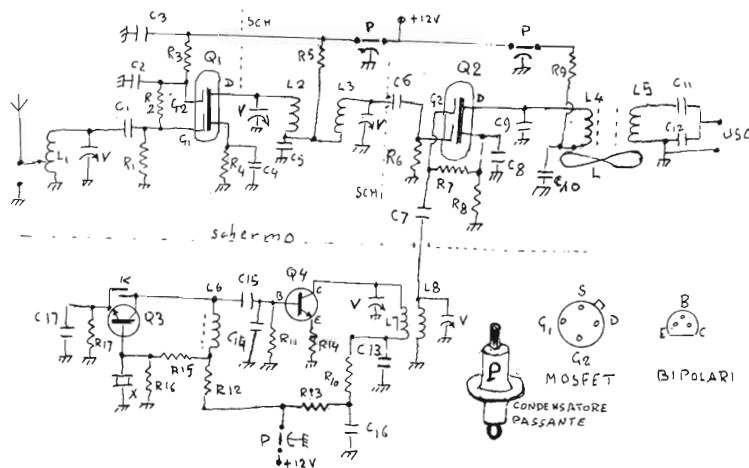 C3
SCH
P
+12V
P
R3
Q1
R5
R9
C2
D
V
L2
L3
C6
Q2
G2
D
L4
L5
C11
C1
R2
G2
G1
V
C9
C12
USC
L1
V
R1
R4
C4
C5
R6
R7
C8
L
C10
SCH
R8
C7
schermo
K
L6
C15
Q4
C
L8
B
V
V
C17
R17
Q3
C14
R11
E
R14
L7
C13
X
R16
R15
R12
R10
R13
P
C16
+12V
S
G1
D
G2
MOSFET
P
CONDENSATORE
PASSANTE
B
E
C
BIPOLARI